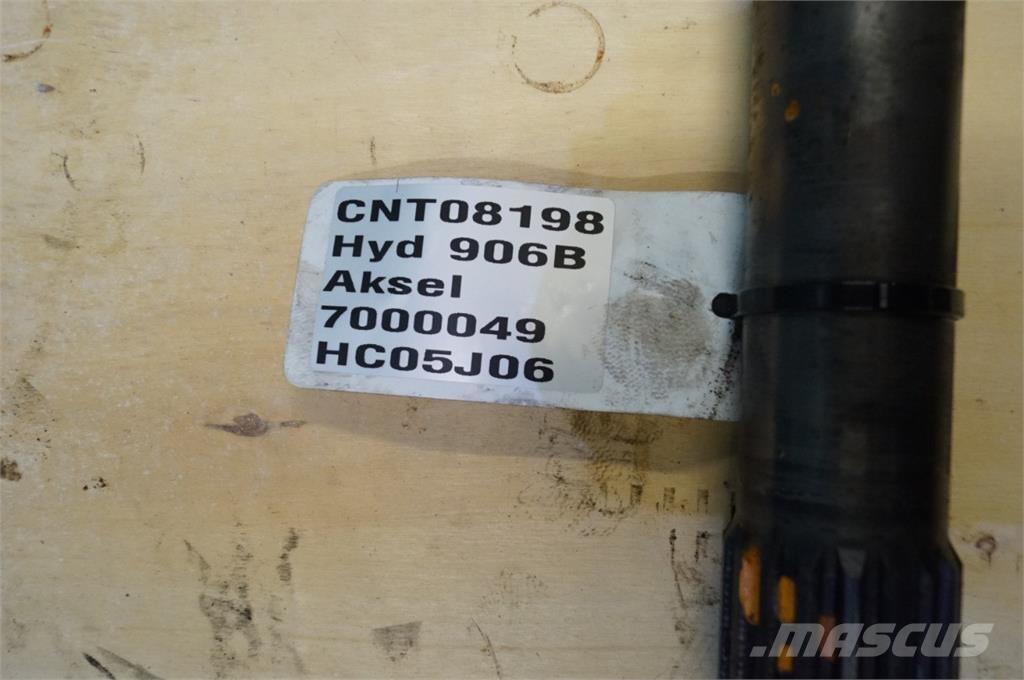 CNT08198
Hyd 906B
Aksel
7000049
HC05J06
MASCUS